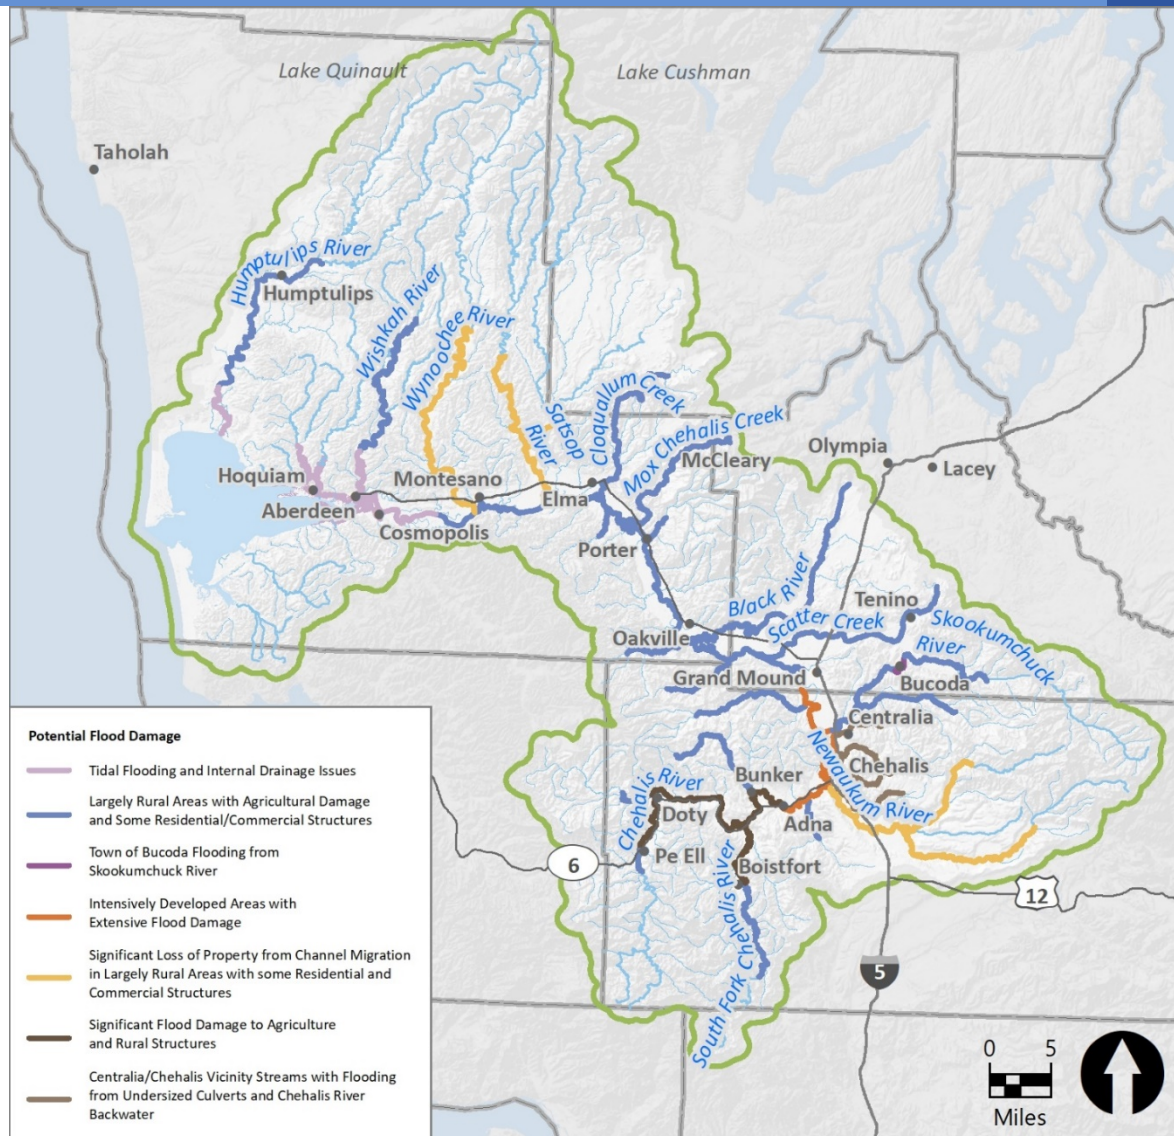 Lake Quinault
Lake Cushman
Taholah
Humptulips River
Humptulips
Wishkah River
Wynoochee River
Satsop
River
Cloquallum Creek
Mox Chehalis Creek
McCleary
Olympia
Lacey
Hoquiam
Montesano
Elma
Aberdeen
Cosmopolis
Porter
Black River
Tenino
Scatter Creek
Skookumchuck
River
Oakville
Grand Mound
Bucoda
Centralia
Newaukum River
Chehalis
Bunker
Chehalis River
Doty
Adna
Pe Ell
Boistfort
South Fork Chehalis River
6
12
5
Potential Flood Damage
Tidal Flooding and Internal Drainage Issues
Largely Rural Areas with Agricultural Damage
and Some Residential/Commercial Structures
Town of Bucoda Flooding from
Skookumchuck River
Intensively Developed Areas with
Extensive Flood Damage
Significant Loss of Property from Channel Migration
in Largely Rural Areas with some Residential and
Commercial Structures
Significant Flood Damage to Agriculture
and Rural Structures
Centralia/Chehalis Vicinity Streams with Flooding
from Undersized Culverts and Chehalis River
Backwater
0 5
Miles